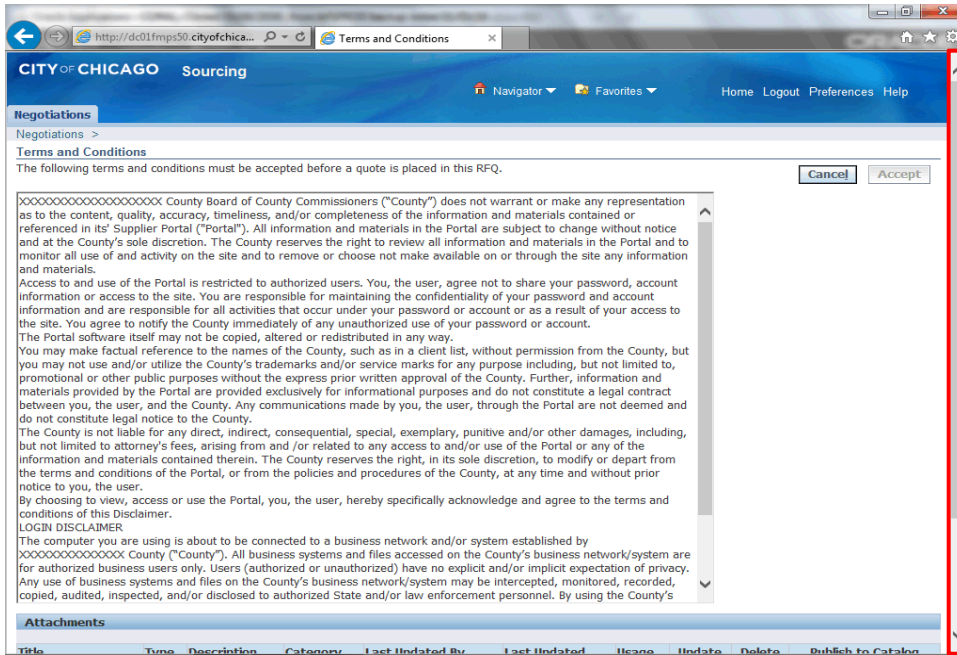 http://dc01fmps50.cityofchica...
Terms and Conditions
CITY OF CHICAGO Sourcing
Navigator Favorites Home Logout Preferences Help
Negotiations
Negotiations >
Terms and Conditions
The following terms and conditions must be accepted before a quote is placed in this RFQ.
Cancel Accept
XXXXXXXXXXXXXXXXXXX County Board of County Commissioners ("County") does not warrant or make any representation
as to the content, quality, accuracy, timeliness, and/or completeness of the information and materials contained or
referenced in its' Supplier Portal ("Portal"). All information and materials in the Portal are subject to change without notice
and at the County's sole discretion. The County reserves the right to review all information and materials in the Portal and to
monitor all use of and activity on the site and to remove or choose not make available on or through the site any information
and materials.
Access to and use of the Portal is restricted to authorized users. You, the user, agree not to share your password, account
information or access to the site. You are responsible for maintaining the confidentiality of your password and account
information and are responsible for all activities that occur under your password or account or as a result of your access to
the site. You agree to notify the County immediately of any unauthorized use of your password or account.
The Portal software itself may not be copied, altered or redistributed in any way.
You may make factual reference to the names of the County, such as in a client list, without permission from the County, but
you may not use and/or utilize the County's trademarks and/or service marks for any purpose including, but not limited to,
promotional or other public purposes without the express prior written approval of the County. Further, information and
materials provided by the Portal are provided exclusively for informational purposes and do not constitute a legal contract
between you, the user, and the County. Any communications made by you, the user, through the Portal are not deemed and
do not constitute legal notice to the County.
The County is not liable for any direct, indirect, consequential, special, exemplary, punitive and/or other damages, including,
but not limited to attorney's fees, arising from and /or related to any access to and/or use of the Portal or any of the
information and materials contained therein. The County reserves the right, in its sole discretion, to modify or depart from
the terms and conditions of the Portal, or from the policies and procedures of the County, at any time and without prior
notice to you, the user.
By choosing to view, access or use the Portal, you, the user, hereby specifically acknowledge and agree to the terms and
conditions of this Disclaimer.
LOGIN DISCLAIMER
The computer you are using is about to be connected to a business network and/or system established by
XXXXXXXXXXXXXX County ("County"). All business systems and files accessed on the County's business network/system are
for authorized business users only. Users (authorized or unauthorized) have no explicit and/or implicit expectation of privacy.
Any use of business systems and files on the County's business network/system may be intercepted, monitored, recorded,
copied, audited, inspected, and/or disclosed to authorized State and/or law enforcement personnel. By using the County's
Attachments
Title Type Description Category Last Updated By Last Updated Usage Update Delete Publish to Catalog